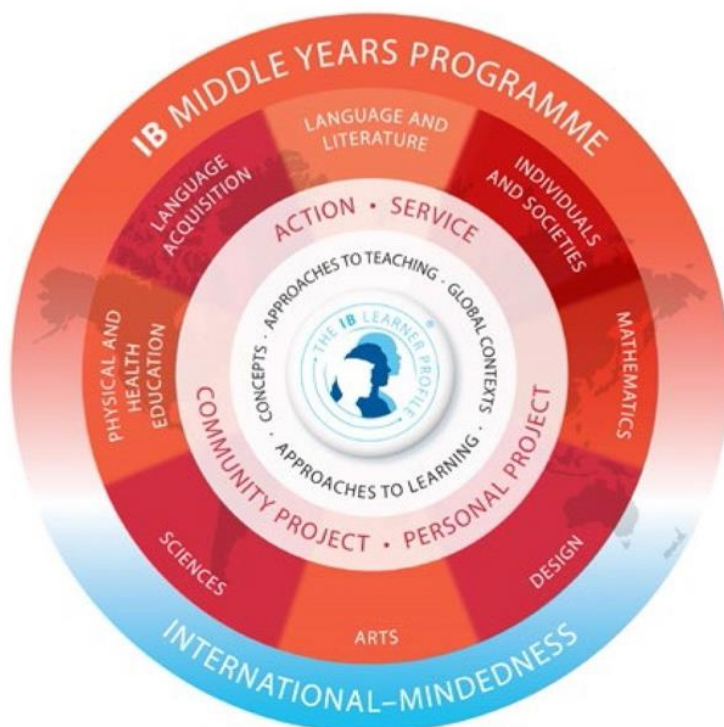 IB MIDDLE YEARS PROGRAMME
LANGUAGE AND
LITERATURE
INDIVIDUALS
AND SOCIETIES
MATHEMATICS
DESIGN
ARTS
SCIENCES
PHYSICAL AND
HEALTH
EDUCATION
LANGUAGE
ACQUISITION
ACTION • SERVICE
PERSONAL PROJECT
• COMMUNITY PROJECT
APPROACHES TO TEACHING · GLOBAL CONTEXTS
· APPROACHES TO LEARNING ·
CONCEPTS ·
• THE IB LEARNER PROFILE • ®
INTERNATIONAL–MINDEDNESS